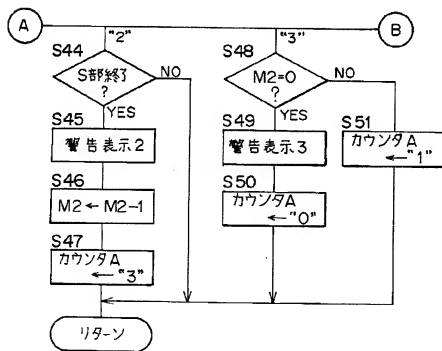 A
B
"2"
"3"
S44
S部終了
?
NO
YES
S45
警告表示2
S46
M2←M2-1
S47
カウンタA
←"3"
S48
M2=0
?
NO
YES
S49
警告表示3
S50
カウンタA
←"0"
S51
カウンタA
←"1"
リターン